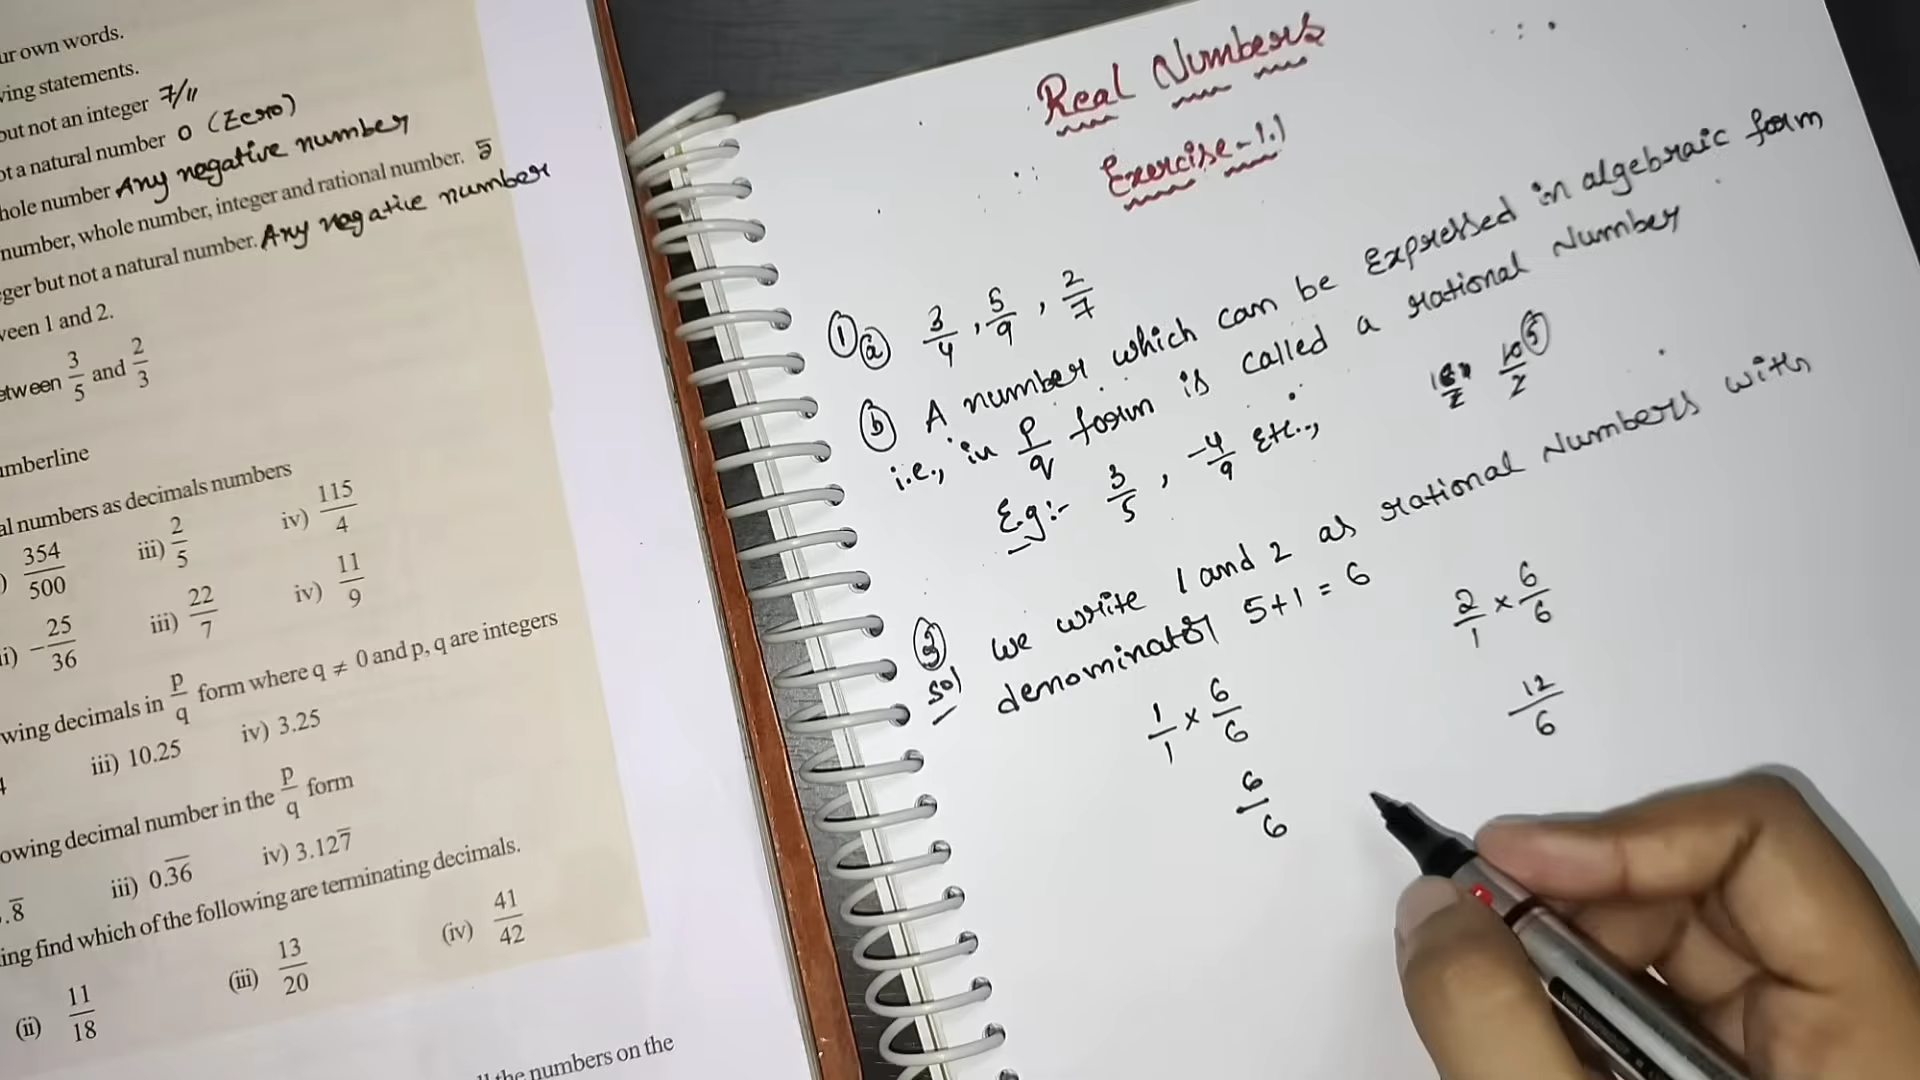 ur own words.
ving statements.
out not an integer 7/11
ot a natural number 0 (Zero)
hole number Any negative number
number, whole number, integer and rational number. 5
ger but not a natural number. Any negative number
veen 1 and 2.
etween 3/5 and 2/3
mberline
al numbers as decimals numbers
) 354/500 iii) 2/5 iv) 115/4
i) -25/36 iii) 22/7 iv) 11/9
wing decimals in p/q form where q ≠ 0 and p, q are integers
4 iii) 10.25 iv) 3.25
owing decimal number in the p/q form
.8̅ iii) 0.3̅6̅ iv) 3.127̅
ing find which of the following are terminating decimals.
(ii) 11/18 (iii) 13/20 (iv) 41/42
the numbers on the
Real Numbers
Exercise-1.1
① ⓐ 3/4, 5/9, 2/7
ⓑ A number which can be Expressed in algebraic form
i.e., in P/q form is called a rational Number
E.g:- 3/5, -4/9 Etc..,
10/2 5
③ We write 1 and 2 as rational Numbers with
sol denominator 5+1 = 6
1/1 × 6/6 2/1 × 6/6
6/6 12/6